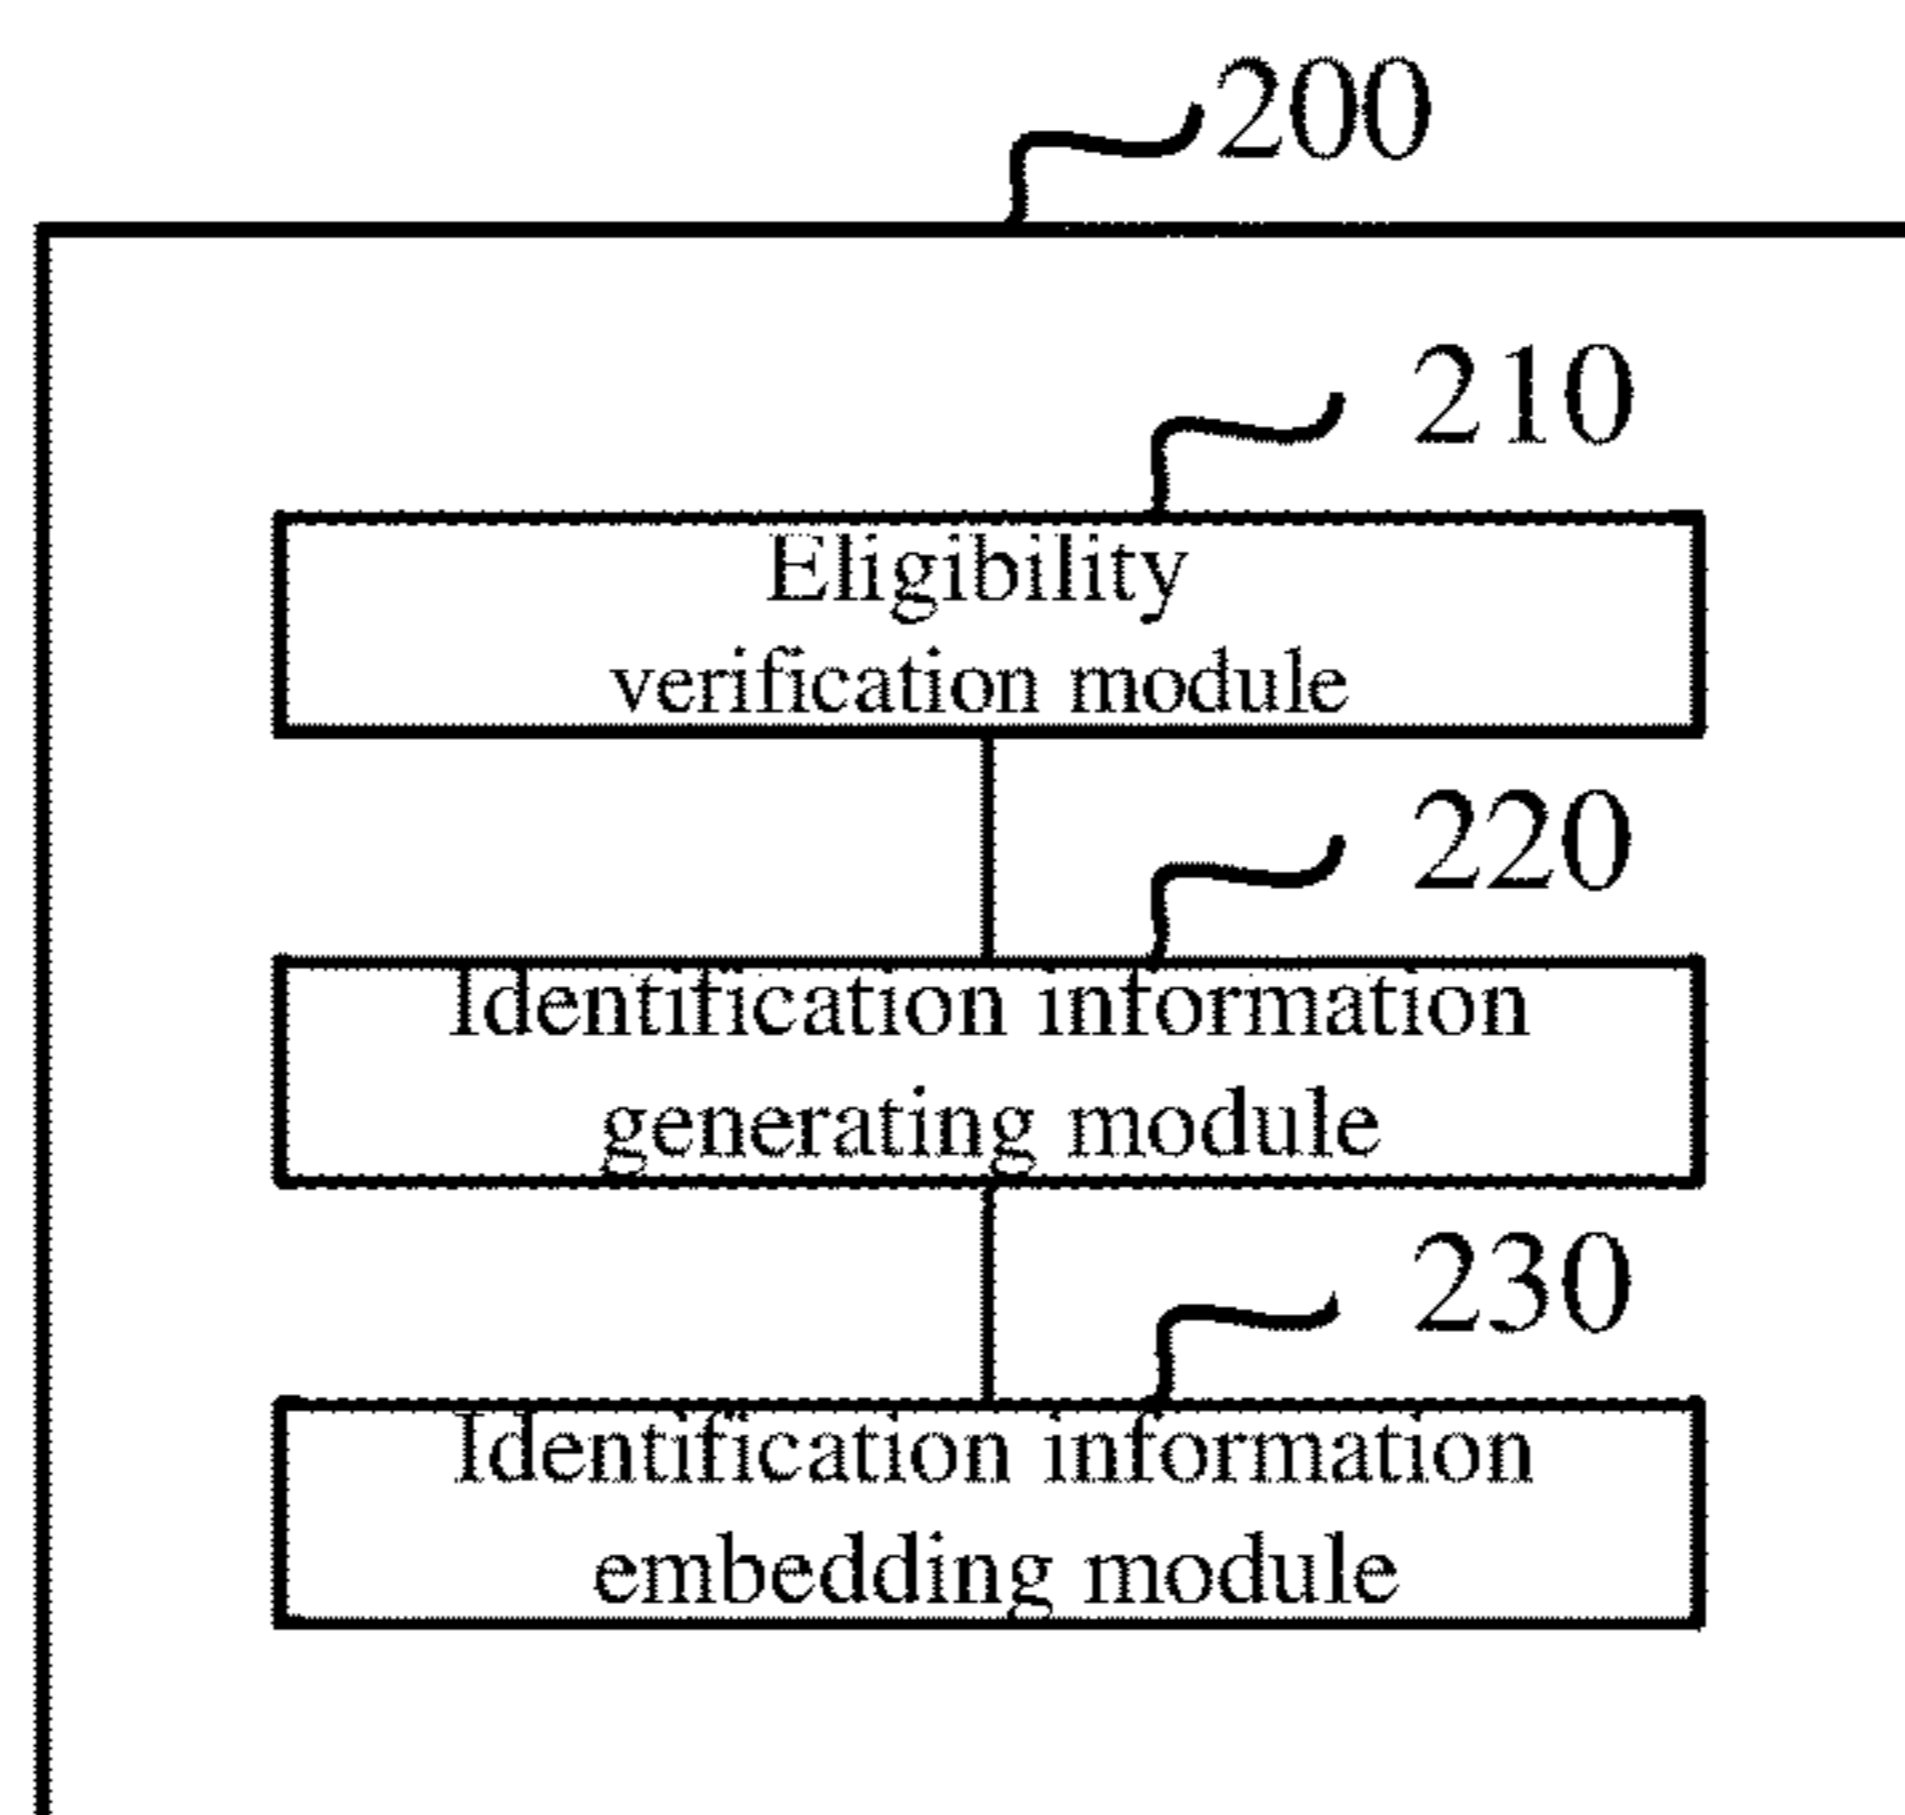 200
210
Eligibility
verification module
220
Identification information
generating module
230
Identification information
embedding module